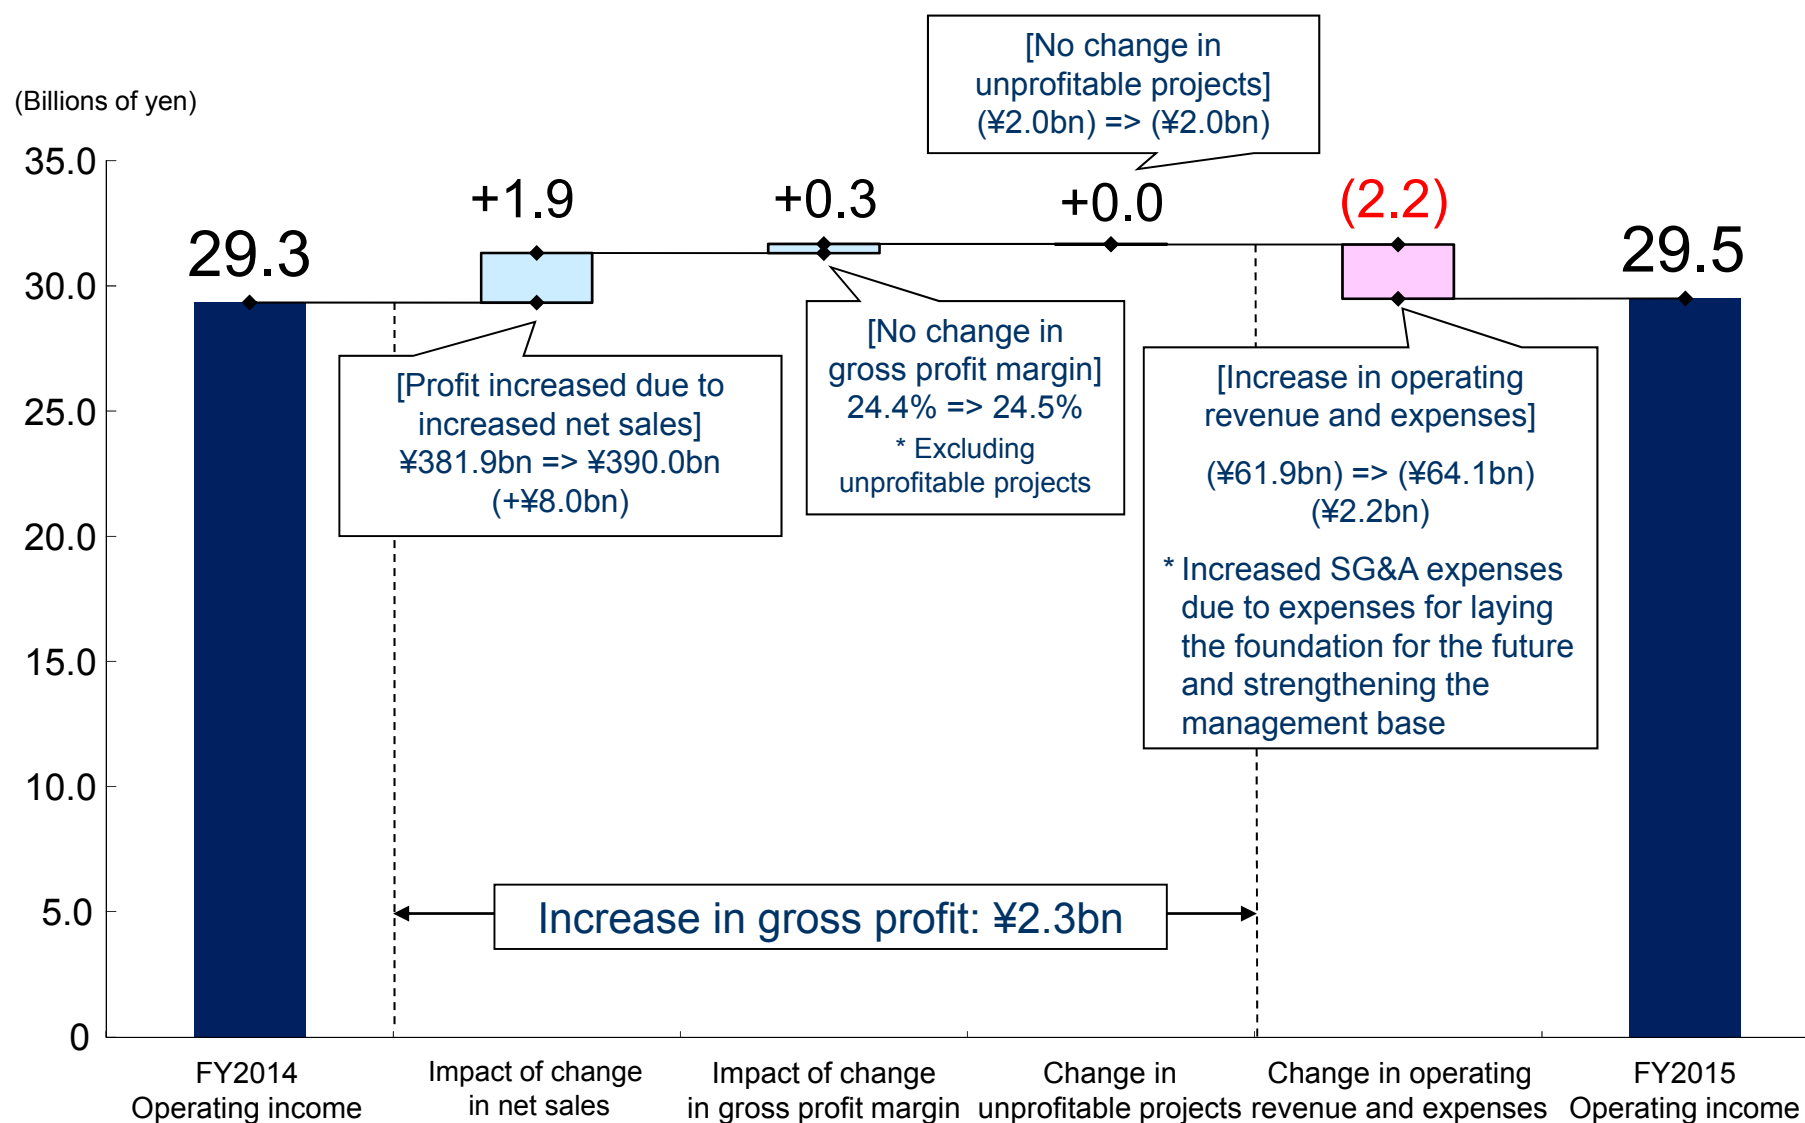 [No change in
unprofitable projects]
(¥2.0bn) => (¥2.0bn)
(Billions of yen)
35.0
30.0
25.0
20.0
15.0
10.0
5.0
0
29.3
+1.9
+0.3
+0.0
(2.2)
29.5
[Profit increased due to
increased net sales]
¥381.9bn => ¥390.0bn
(+¥8.0bn)
[No change in
gross profit margin]
24.4% => 24.5%
* Excluding
unprofitable projects
[Increase in operating
revenue and expenses]
(¥61.9bn) => (¥64.1bn)
(¥2.2bn)
* Increased SG&A expenses
due to expenses for laying
the foundation for the future
and strengthening the
management base
Increase in gross profit: ¥2.3bn
FY2014
Operating income
Impact of change
in net sales
Impact of change
in gross profit margin
Change in
unprofitable projects
Change in operating
revenue and expenses
FY2015
Operating income